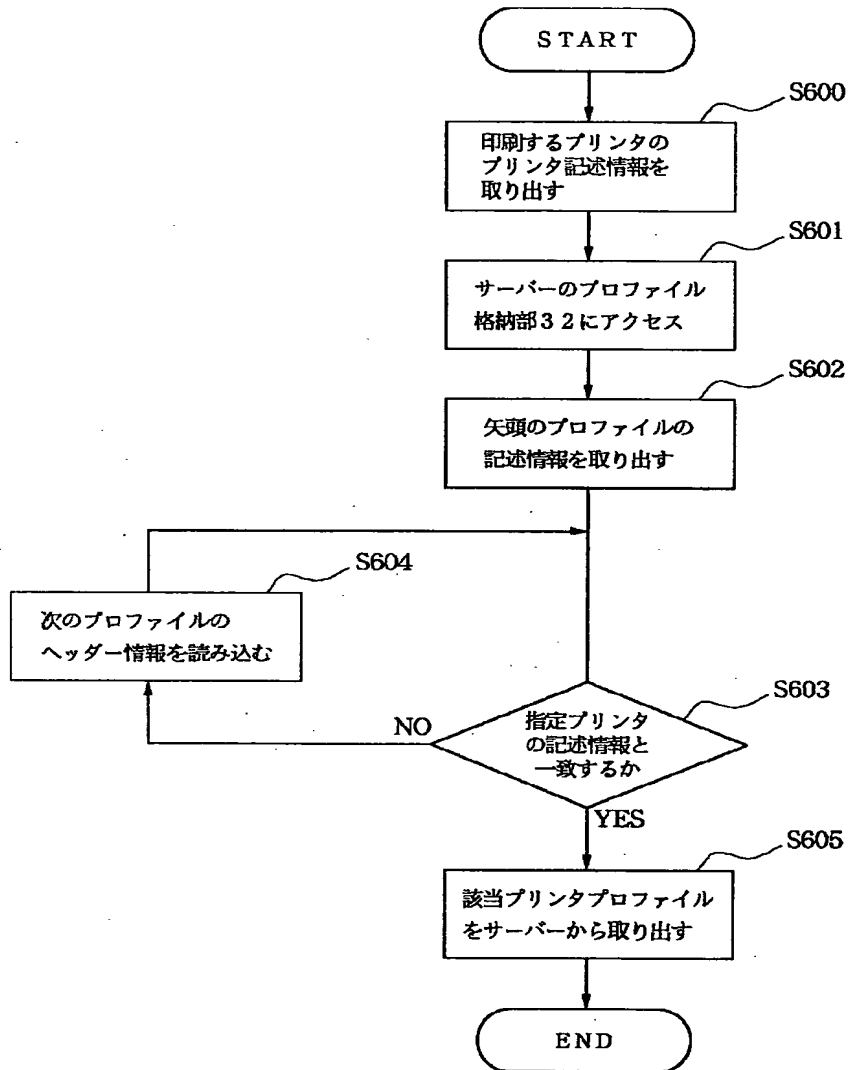 START
S600
印刷するプリンタの
プリンタ記述情報を
取り出す
S601
サーバーのプロファイル
格納部32にアクセス
S602
矢頭のプロファイルの
記述情報を取り出す
S604
次のプロファイルの
ヘッダー情報を読み込む
S603
指定プリンタ
の記述情報と
一致するか
NO
YES
S605
該当プリンタプロファイル
をサーバーから取り出す
END